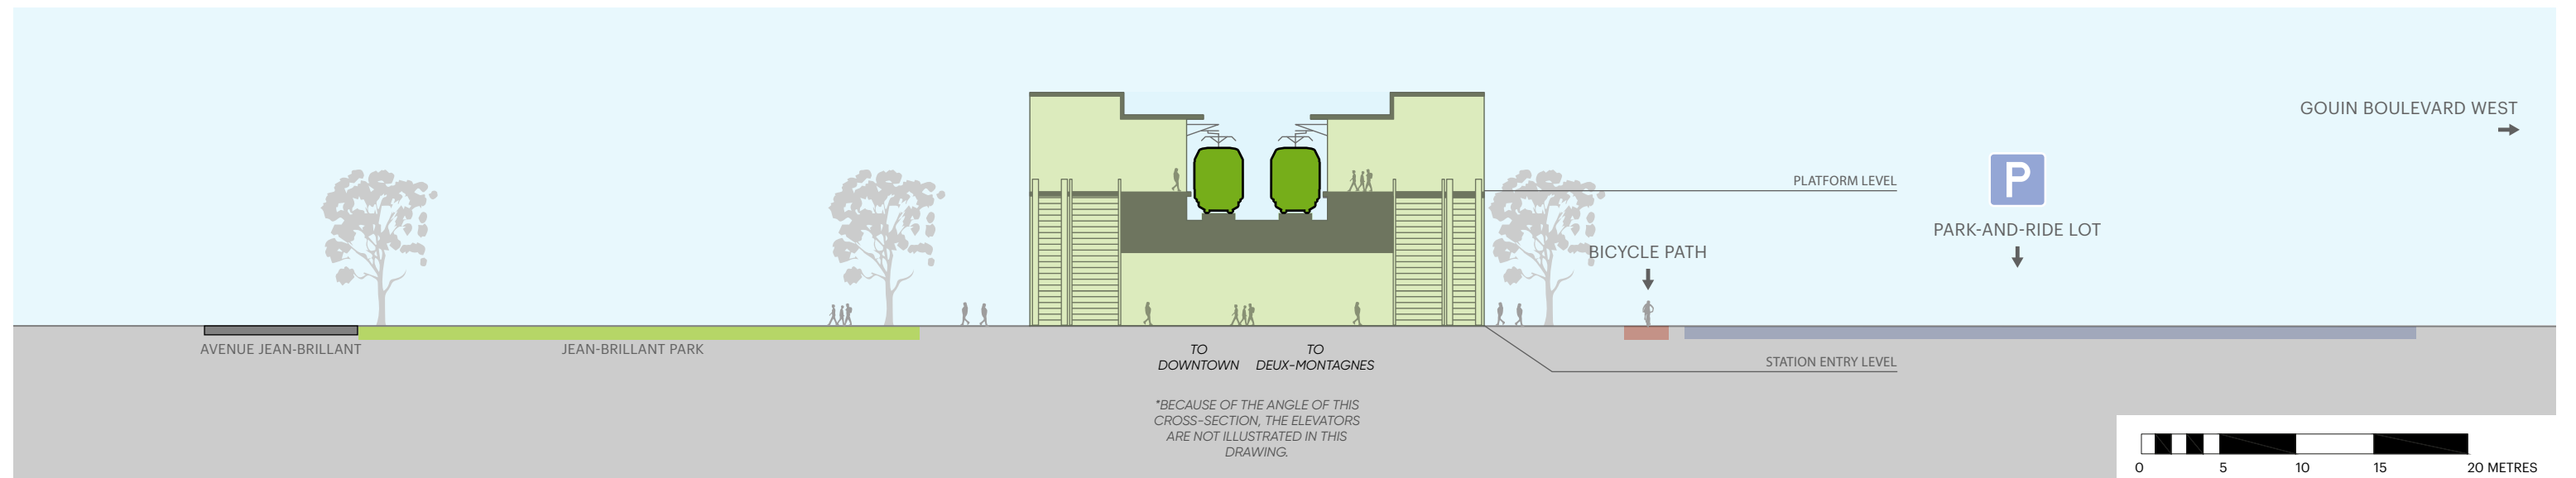 GOUIN BOULEVARD WEST
P
PLATFORM LEVEL
PARK-AND-RIDE LOT
BICYCLE PATH
AVENUE JEAN-BRILLANT
JEAN-BRILLANT PARK
TO
DOWNTOWN
TO
DEUX-MONTAGNES
STATION ENTRY LEVEL
*BECAUSE OF THE ANGLE OF THIS
CROSS-SECTION, THE ELEVATORS
ARE NOT ILLUSTRATED IN THIS
DRAWING.
0 5 10 15 20 METRES